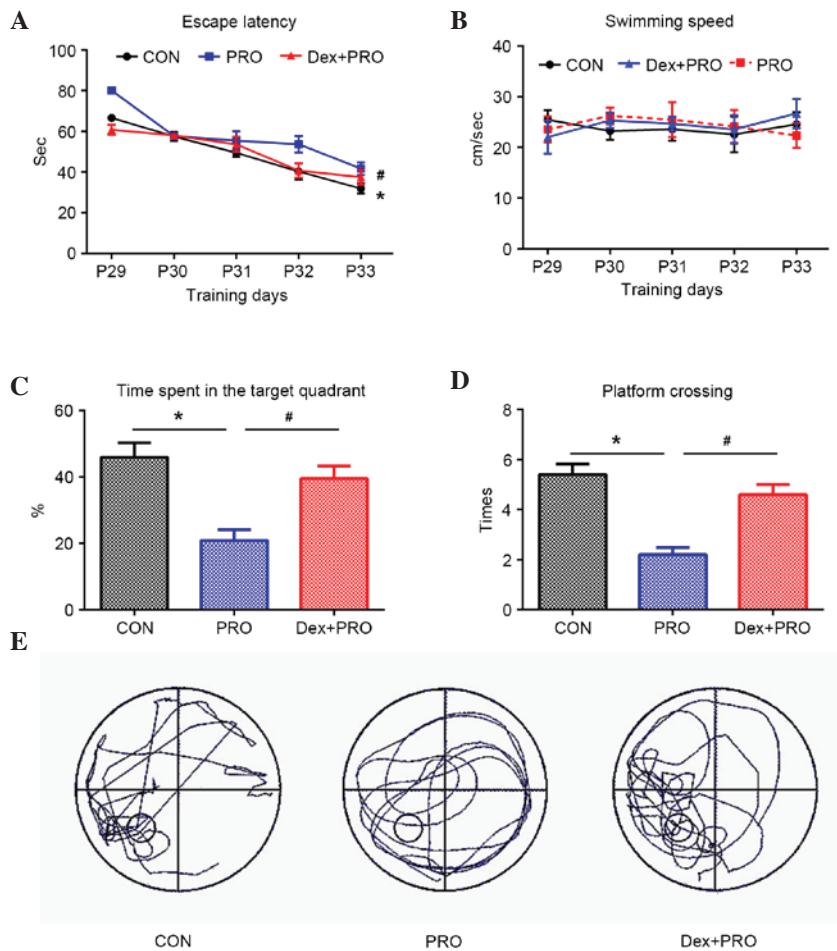 A
Escape latency
CON PRO Dex+PRO
100
80
60
40
20
0
Sec
#
*
P29 P30 P31 P32 P33
Training days
B
Swimming speed
CON Dex+PRO PRO
40
30
20
10
0
cm/sec
P29 P30 P31 P32 P33
Training days
C
Time spent in the target quadrant
60
40
20
0
%
* #
CON PRO Dex+PRO
D
Platform crossing
8
6
4
2
0
Times
* #
CON PRO Dex+PRO
E
CON PRO Dex+PRO